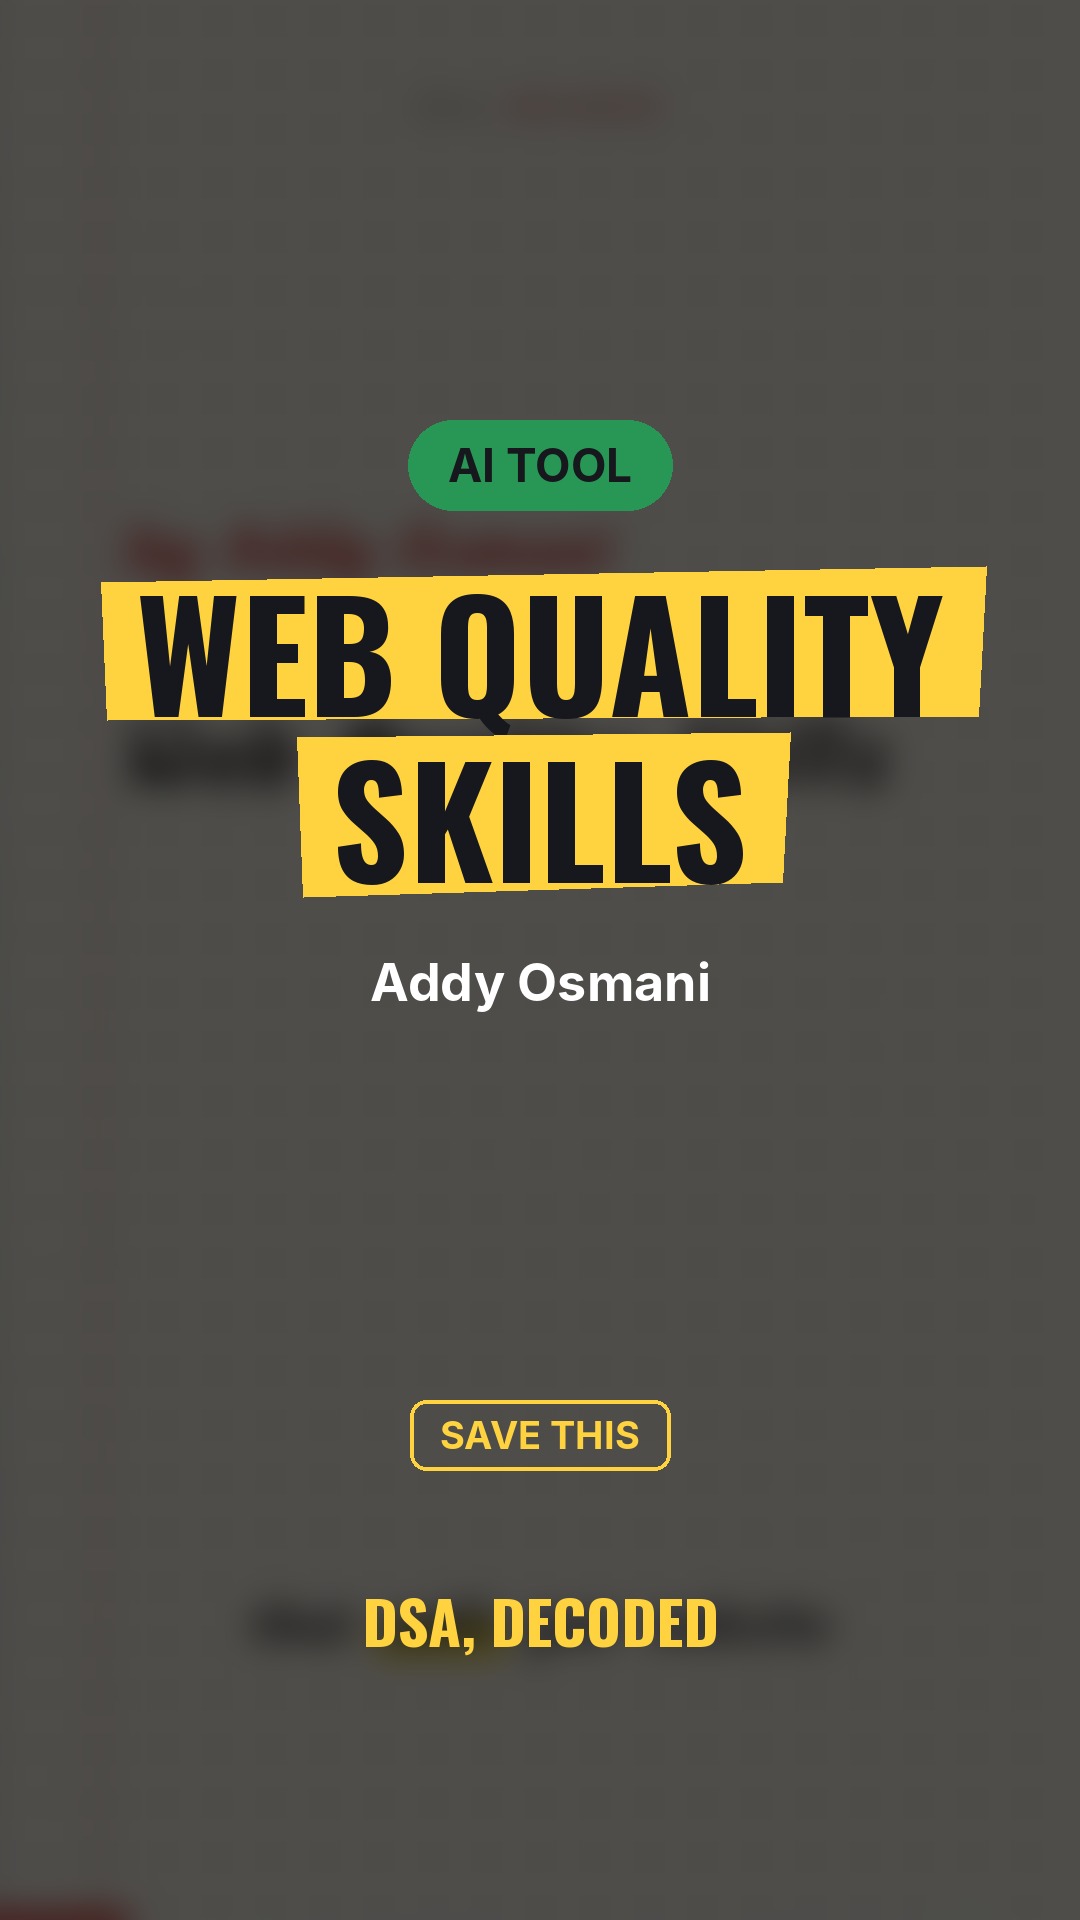 AI TOOL
WEB QUALITY
SKILLS
Addy Osmani
SAVE THIS
DSA, DECODED